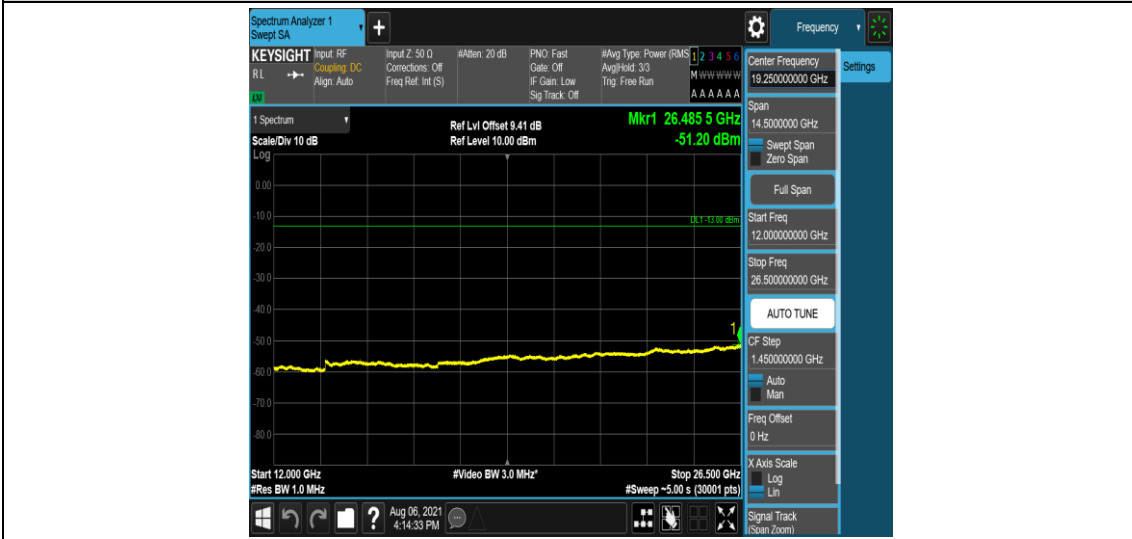 Spectrum Analyzer 1
Swept SA
Frequency
KEYSIGHT
RL
Input: RF
Coupling: DC
Align: Auto
Input Z: 50 Ω
Corrections: Off
Freq Ref: Int (S)
#Atten: 20 dB
PNO: Fast
Gate: Off
IF Gain: Low
Sig Track: Off
#Avg Type: Power (RMS
Avg|Hold: 3/3
Trig: Free Run
1 2 3 4 5 6
M W W W W W
A A A A A A
1 Spectrum
Scale/Div 10 dB
Log
Ref Lvl Offset 9.41 dB
Ref Level 10.00 dBm
Mkr1 26.485 5 GHz
-51.20 dBm
0.00
-10.0
DL1 -13.00 dBm
-20.0
-30.0
-40.0
1
-50.0
-60.0
-70.0
-80.0
Start 12.000 GHz
#Res BW 1.0 MHz
#Video BW 3.0 MHz*
Stop 26.500 GHz
#Sweep ~5.00 s (30001 pts)
Aug 06, 2021
4:14:33 PM
Center Frequency
19.250000000 GHz
Settings
Span
14.5000000 GHz
Swept Span
Zero Span
Full Span
Start Freq
12.000000000 GHz
Stop Freq
26.500000000 GHz
AUTO TUNE
CF Step
1.450000000 GHz
Auto
Man
Freq Offset
0 Hz
X Axis Scale
Log
Lin
Signal Track
(Span Zoom)